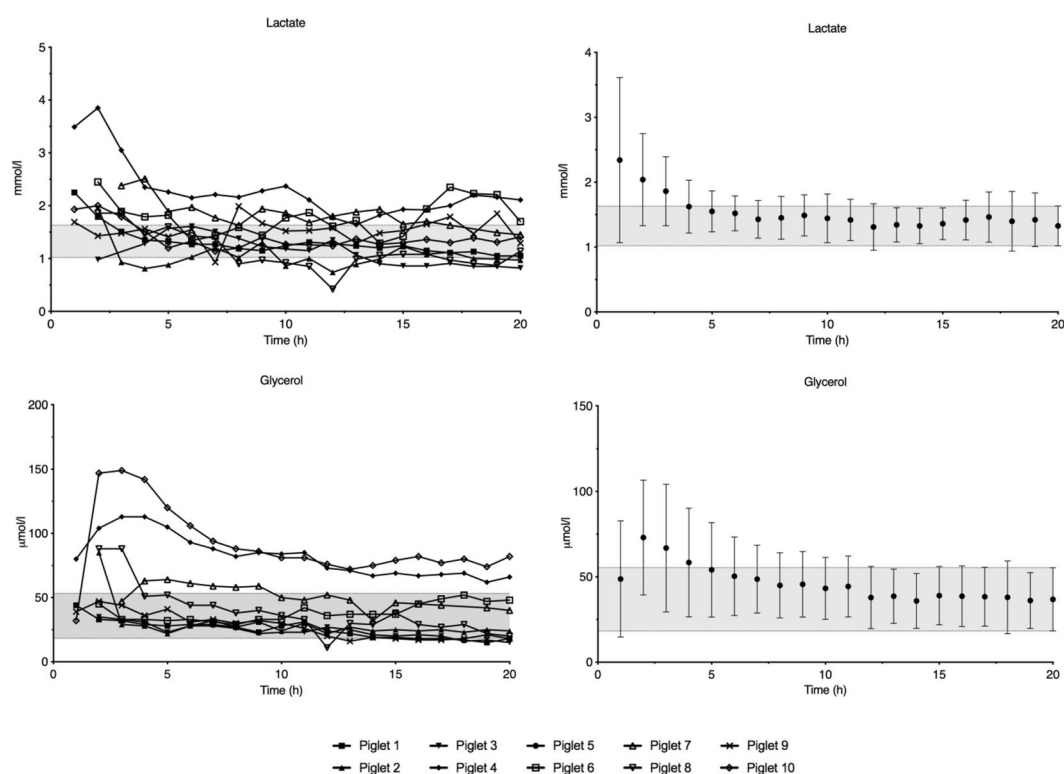 Lactate
5
4
3
2
1
0
mmol/l
0 5 10 15 20
Time (h)
Lactate
4
3
2
1
0
mmol/l
0 5 10 15 20
Time (h)
Glycerol
200
150
100
50
0
µmol/l
0 5 10 15 20
Time (h)
Glycerol
150
100
50
0
µmol/l
0 5 10 15 20
Time (h)
Piglet 1 Piglet 3 Piglet 5 Piglet 7 Piglet 9
Piglet 2 Piglet 4 Piglet 6 Piglet 8 Piglet 10